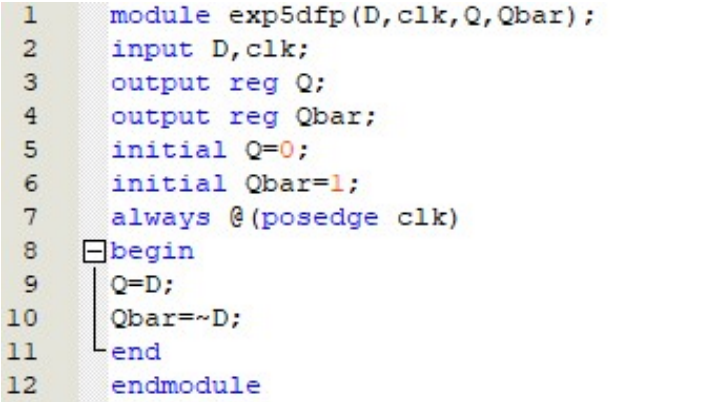 1 module exp5dfp(D,clk,Q,Qbar);
2 input D,clk;
3 output reg Q;
4 output reg Qbar;
5 initial Q=0;
6 initial Qbar=1;
7 always @(posedge clk)
8 begin
9 Q=D;
10 Qbar=~D;
11 end
12 endmodule